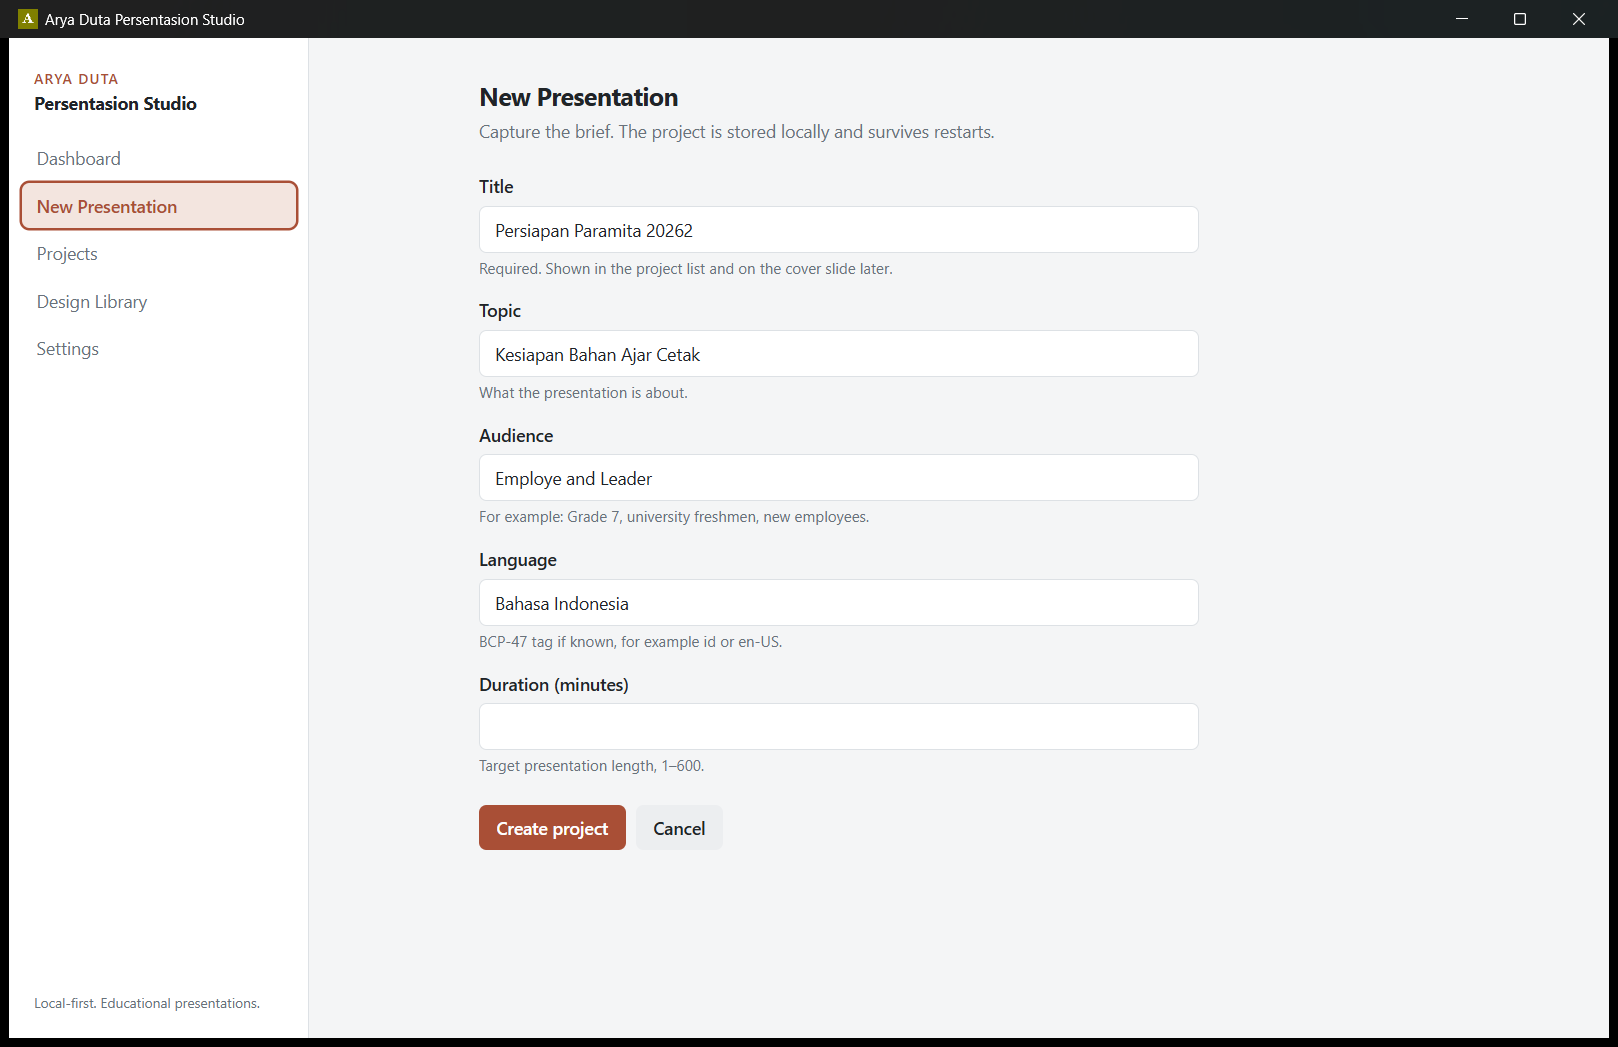 A Arya Duta Persentasion Studio
ARYA DUTA
Persentasion Studio
Dashboard
New Presentation
Projects
Design Library
Settings
Local-first. Educational presentations.
New Presentation
Capture the brief. The project is stored locally and survives restarts.
Title
Persiapan Paramita 20262
Required. Shown in the project list and on the cover slide later.
Topic
Kesiapan Bahan Ajar Cetak
What the presentation is about.
Audience
Employe and Leader
For example: Grade 7, university freshmen, new employees.
Language
Bahasa Indonesia
BCP-47 tag if known, for example id or en-US.
Duration (minutes)
Target presentation length, 1–600.
Create project
Cancel